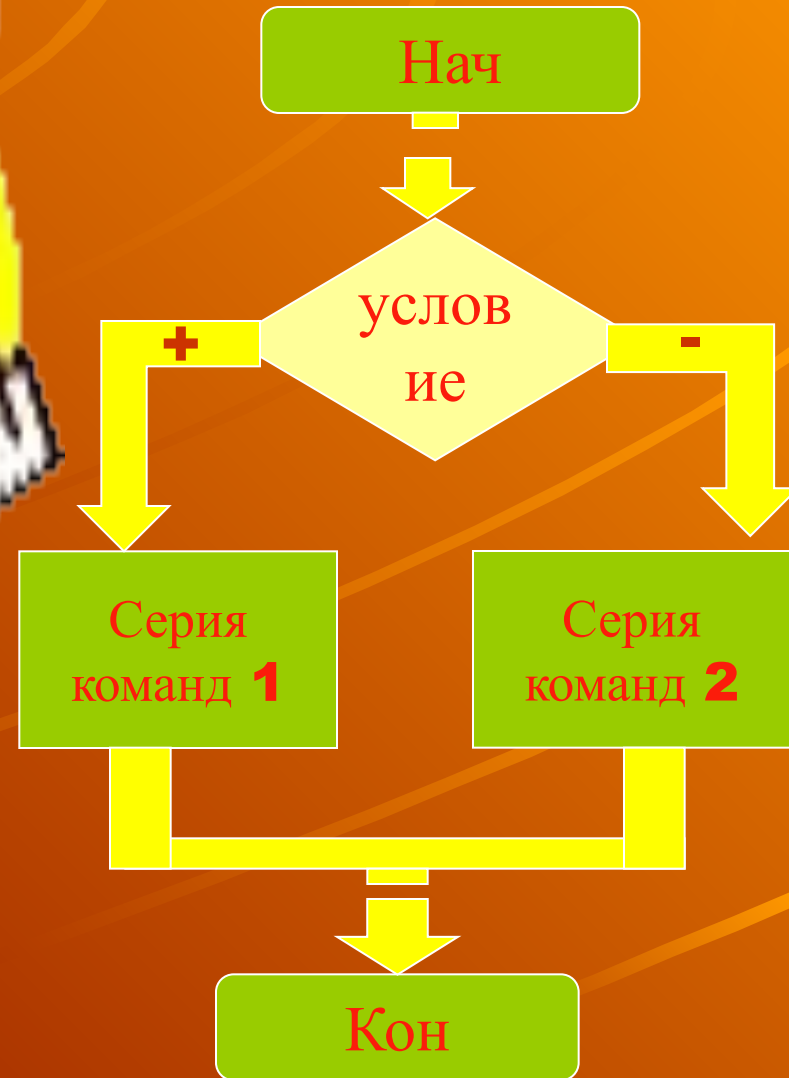 Нач
услов
ие
+
-
Серия
команд 1
Серия
команд 2
Кон